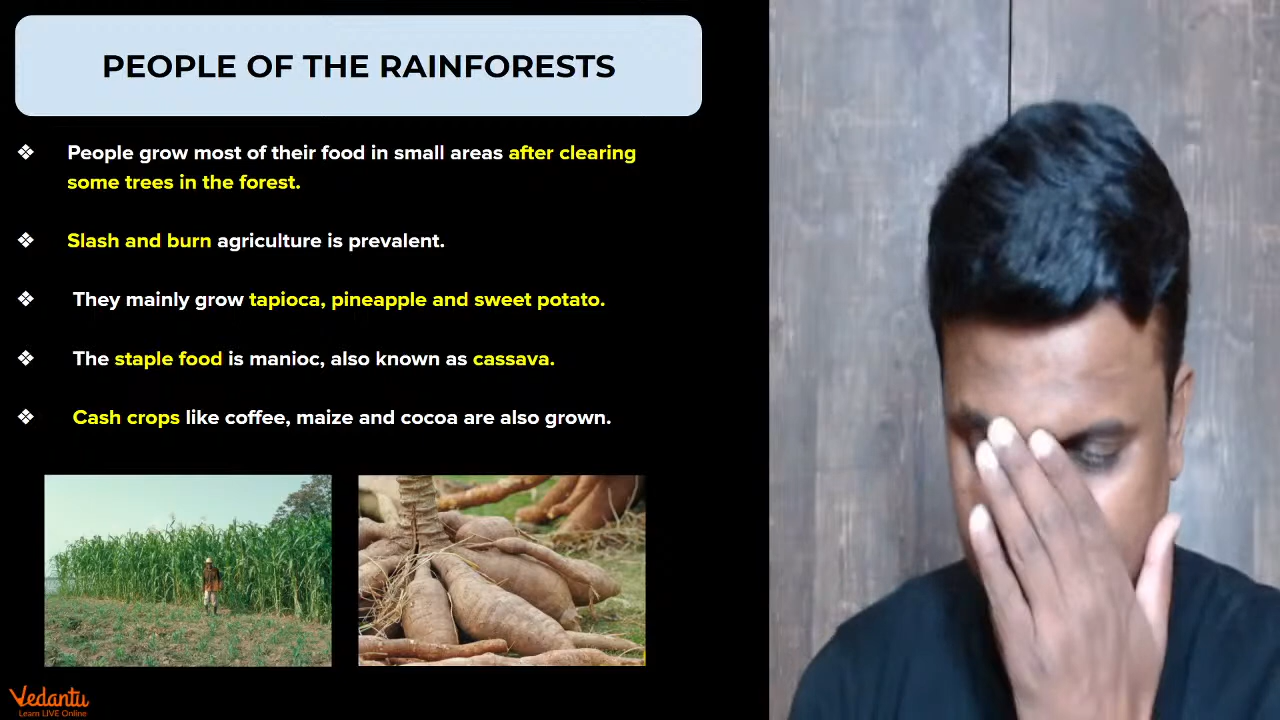 PEOPLE OF THE RAINFORESTS
❖ People grow most of their food in small areas after clearing
some trees in the forest.
❖ Slash and burn agriculture is prevalent.
❖ They mainly grow tapioca, pineapple and sweet potato.
❖ The staple food is manioc, also known as cassava.
❖ Cash crops like coffee, maize and cocoa are also grown.
Vedantu
Learn LIVE Online